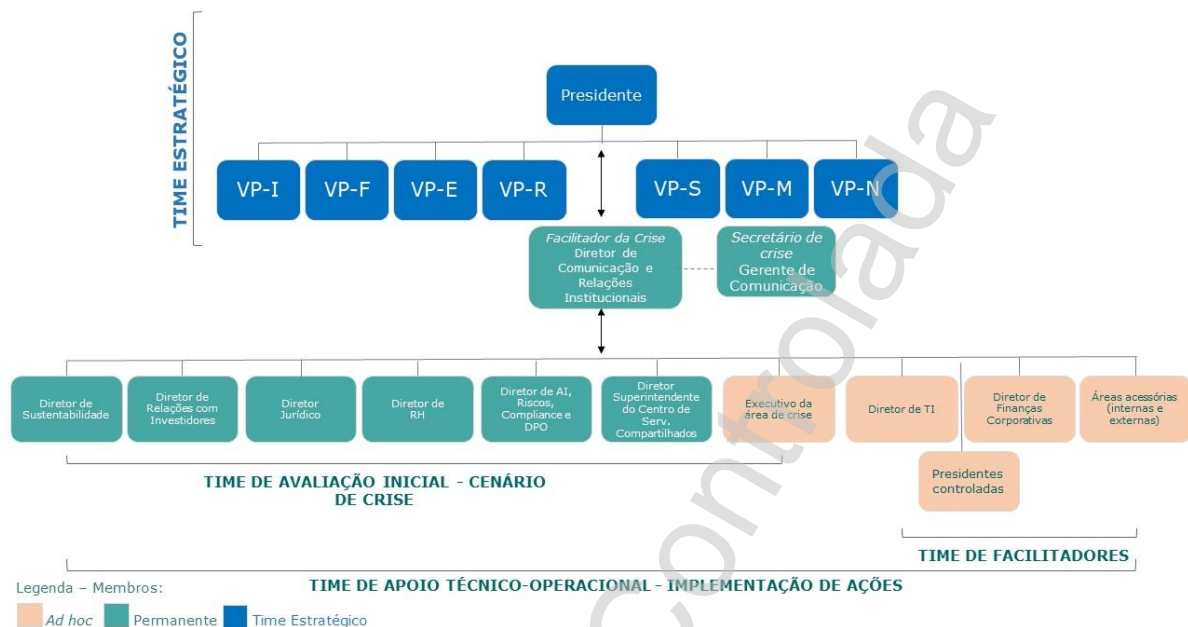 TIME ESTRATÉGICO
Presidente
VP-I
VP-F
VP-E
VP-R
VP-S
VP-M
VP-N
Facilitador da Crise
Diretor de
Comunicação e
Relações
Institucionais
Secretário de
crise
Gerente de
Comunicação
Diretor de
Sustentabilidade
Diretor de
Relações com
Investidores
Diretor
Jurídico
Diretor
de RH
Diretor de AI,
Riscos,
Compliance e
DPO
Diretor
Superintendente
do Centro de
Serv.
Compartilhados
Executivo da
área de crise
Diretor de TI
Diretor de
Finanças
Corporativas
Áreas acessórias
(internas e
externas)
Presidentes
controladas
TIME DE AVALIAÇÃO INICIAL - CENÁRIO
DE CRISE
TIME DE FACILITADORES
TIME DE APOIO TÉCNICO-OPERACIONAL - IMPLEMENTAÇÃO DE AÇÕES
Legenda – Membros:
Ad hoc
Permanente
Time Estratégico
Controlada